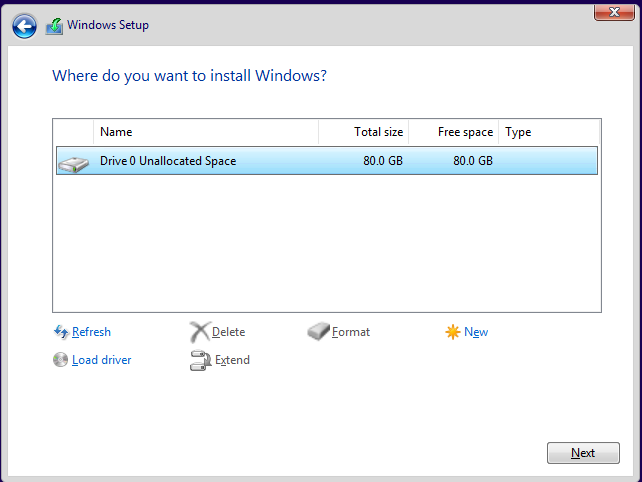 Windows Setup
Where do you want to install Windows?
Name Total size Free space Type
Drive 0 Unallocated Space 80.0 GB 80.0 GB
Refresh Delete Format New
Load driver Extend
Next